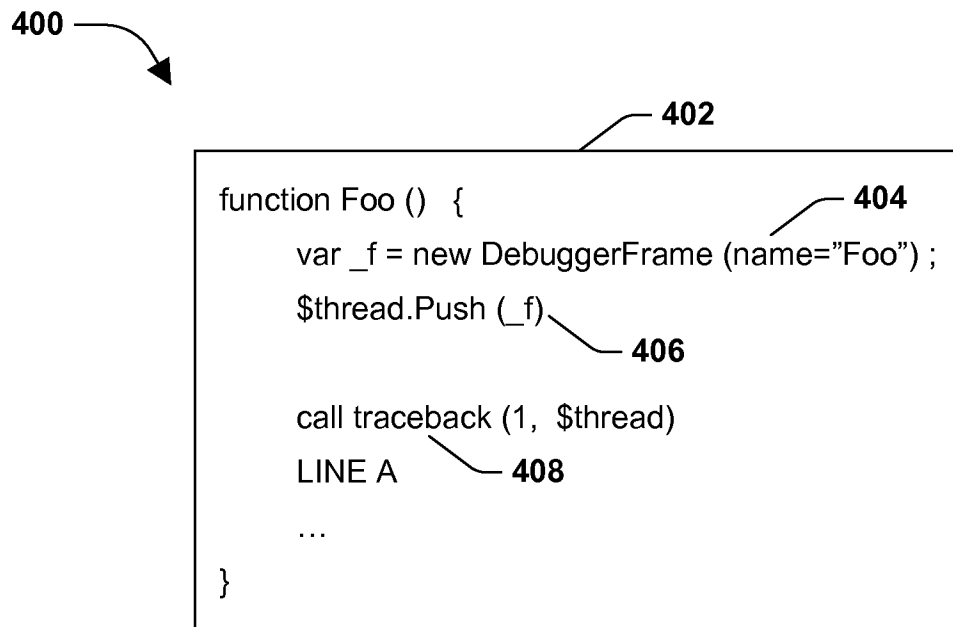 400
402
function Foo () {
404
var _f = new DebuggerFrame (name=”Foo”) ;
$thread.Push (_f)
406
call traceback (1, $thread)
LINE A
408
...
}